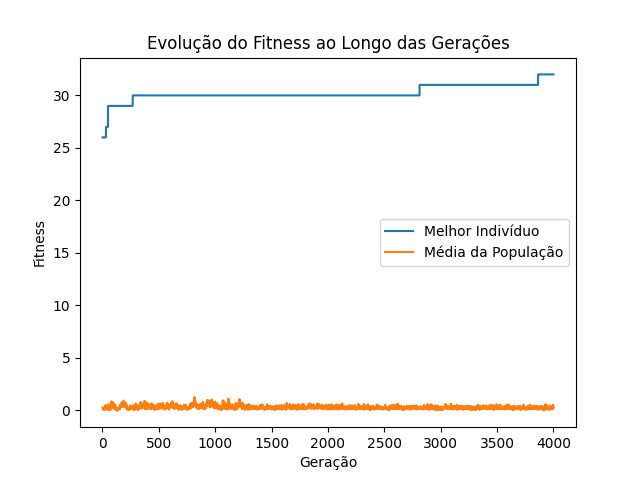 Evolução do Fitness ao Longo das Gerações
30
25
20
15
10
5
0
Fitness
Melhor Indivíduo
Média da População
0 500 1000 1500 2000 2500 3000 3500 4000
Geração